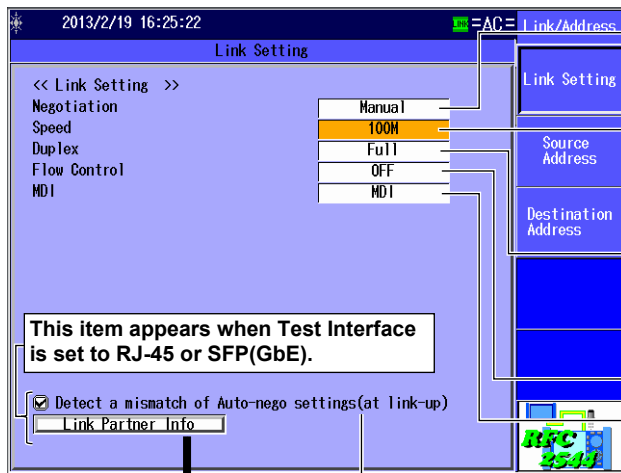 2013/2/19 16:25:22
LINK =AC= Link/Address
Link Setting
<< Link Setting >>
Negotiation Manual
Speed 100M
Duplex Full
Flow Control OFF
MDI MDI
Link Setting
Source
Address
Destination
Address
This item appears when Test Interface
is set to RJ-45 or SFP(GbE).
Detect a mismatch of Auto-nego settings(at link-up)
Link Partner Info
RFC
2544